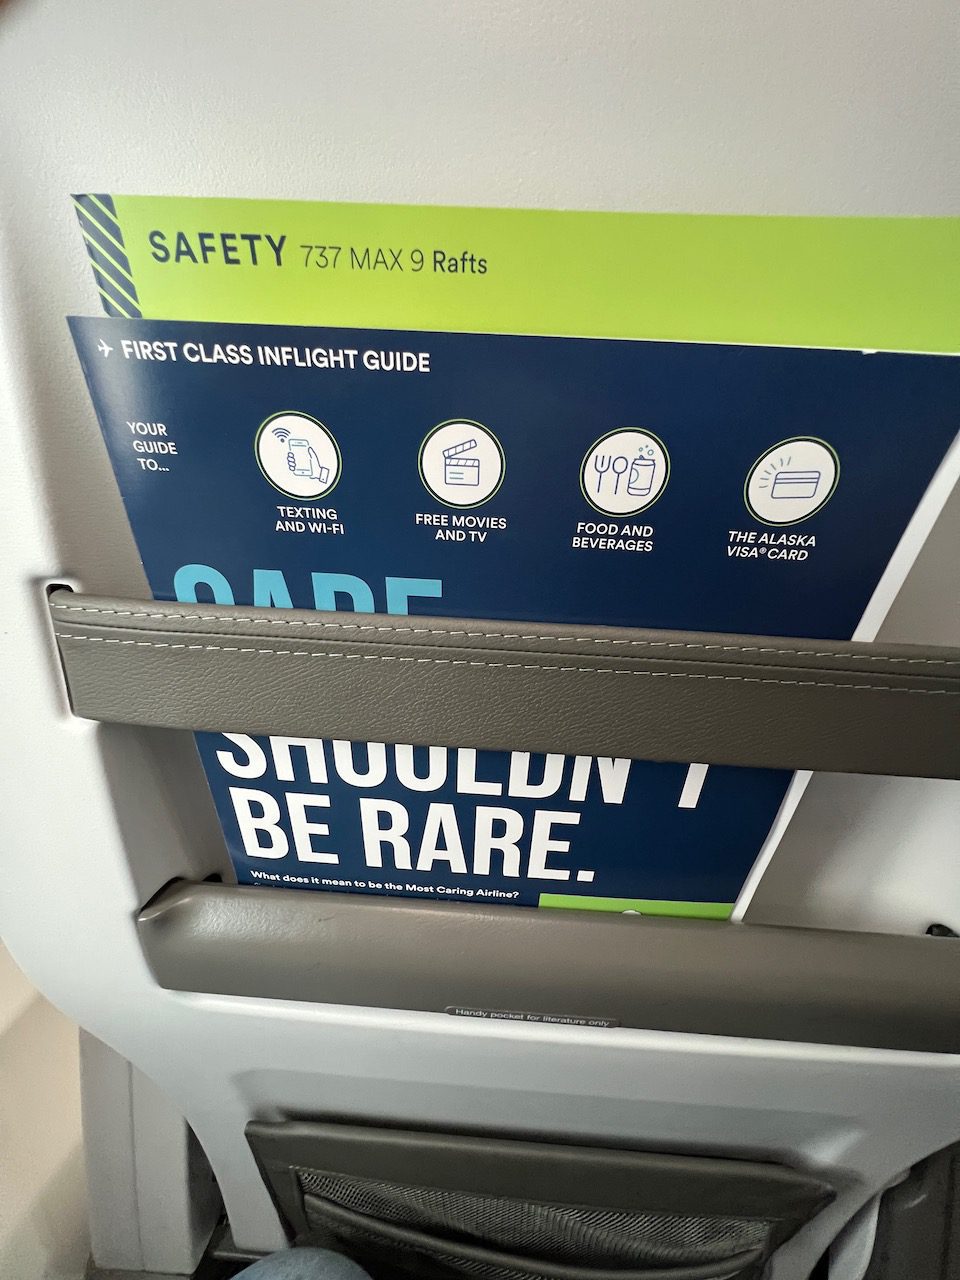 SAFETY 737 MAX 9 Rafts
FIRST CLASS INFLIGHT GUIDE
YOUR
GUIDE
TO...
TEXTING
AND WI-FI
FREE MOVIES
AND TV
FOOD AND
BEVERAGES
THE ALASKA
VISA® CARD
CARE
SHOULDN'T
BE RARE.
What does it mean to be the Most Caring Airline?
Handy pocket for literature only